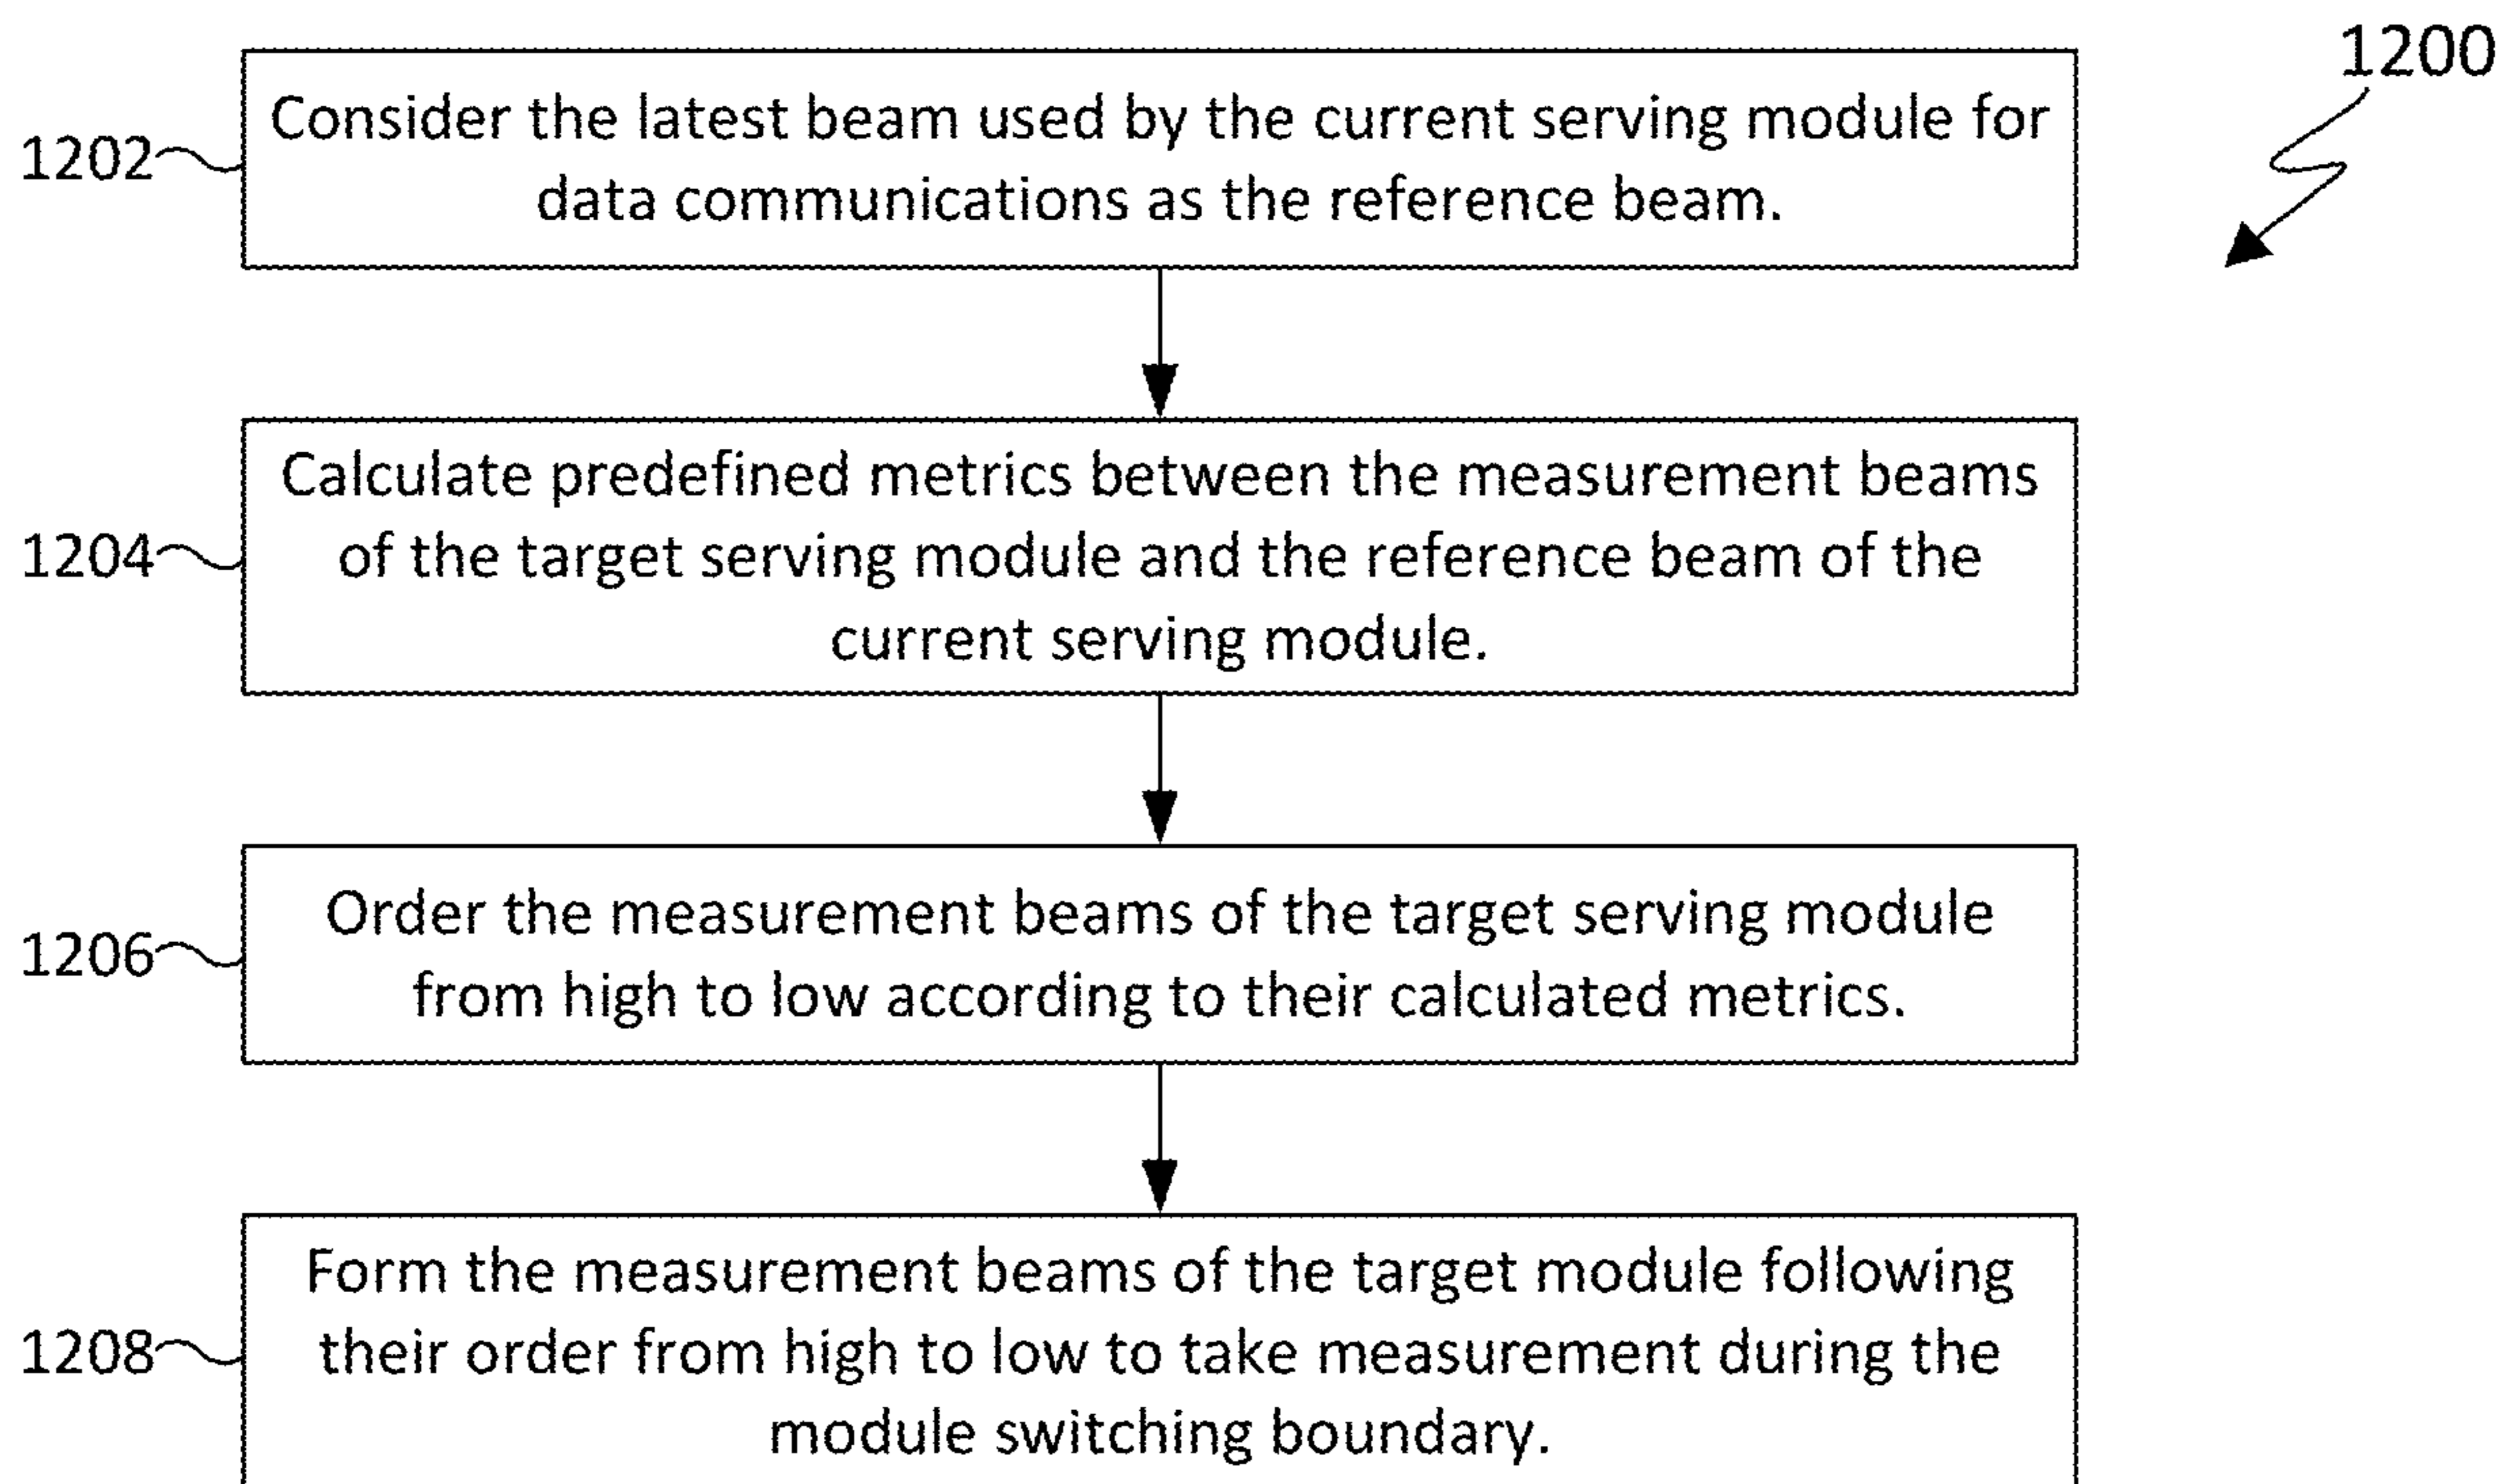 1200
1202
Consider the latest beam used by the current serving module for
data communications as the reference beam.
1204
Calculate predefined metrics between the measurement beams
of the target serving module and the reference beam of the
current serving module.
1206
Order the measurement beams of the target serving module
from high to low according to their calculated metrics.
1208
Form the measurement beams of the target module following
their order from high to low to take measurement during the
module switching boundary.